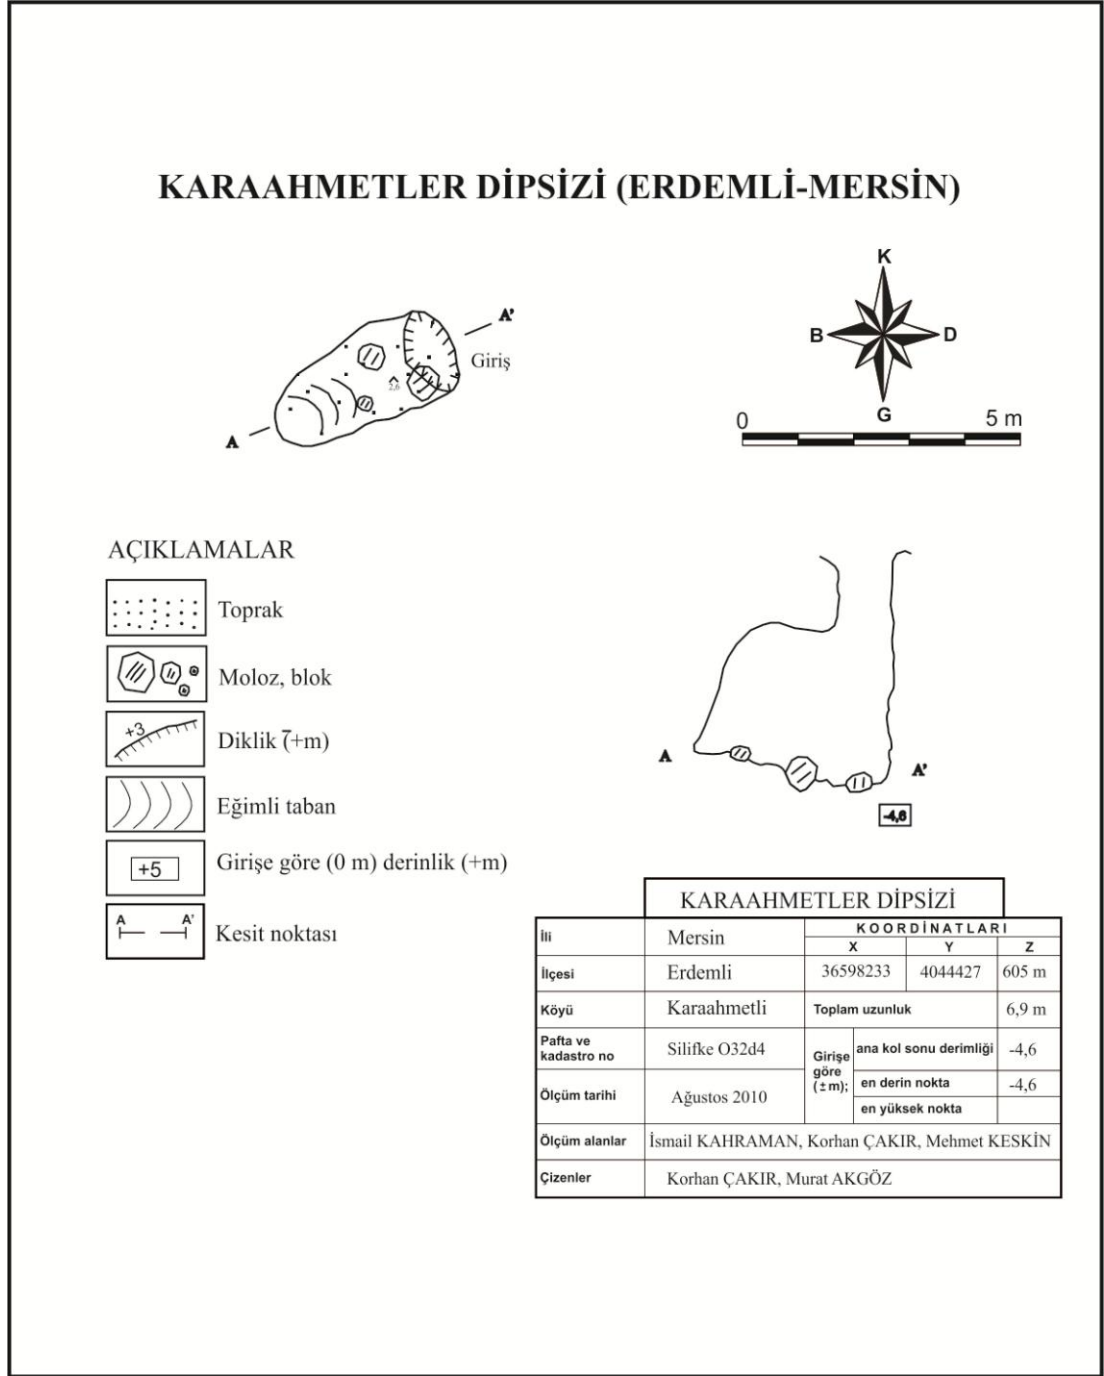 KARAAHMETLER DİPSİZİ (ERDEMLİ-MERSİN)
K
B D
G
A'
Giriş
2,6
A
0 5 m
AÇIKLAMALAR
Toprak
Moloz, blok
+3
Diklik (+m)
Eğimli taban
+5
Girişe göre (0 m) derinlik (+m)
A A'
Kesit noktası
A
A'
-4,6
KARAAHMETLER DİPSİZİ
İli Mersin KOORDİNATLARI
X Y Z
İlçesi Erdemli 36598233 4044427 605 m
Köyü Karaahmetli Toplam uzunluk 6,9 m
Pafta ve
kadastro no
Silifke O32d4
Girişe
göre
(±m);
ana kol sonu derimliği -4,6
en derin nokta -4,6
en yüksek nokta
Ölçüm tarihi Ağustos 2010
Ölçüm alanlar İsmail KAHRAMAN, Korhan ÇAKIR, Mehmet KESKİN
Çizenler Korhan ÇAKIR, Murat AKGÖZ